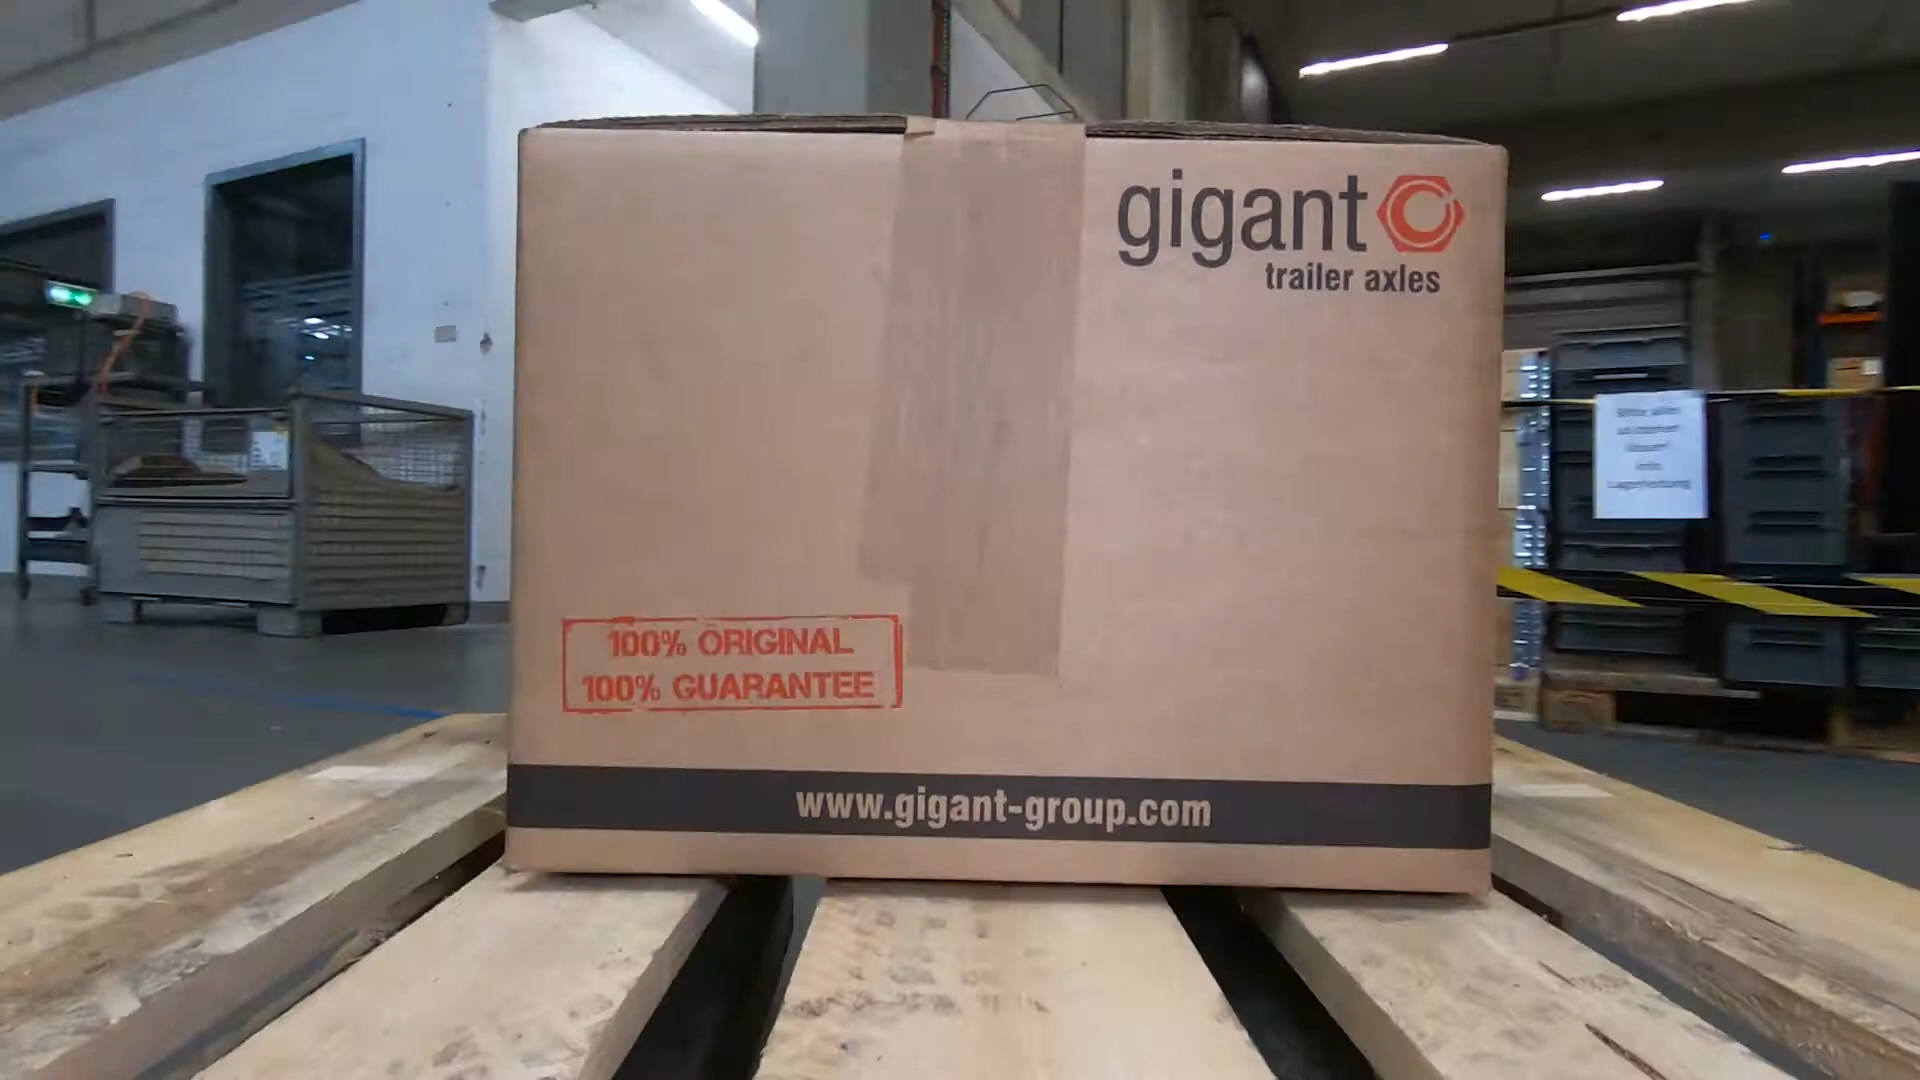 gigant
trailer axles
100% ORIGINAL
100% GUARANTEE
www.gigant-group.com